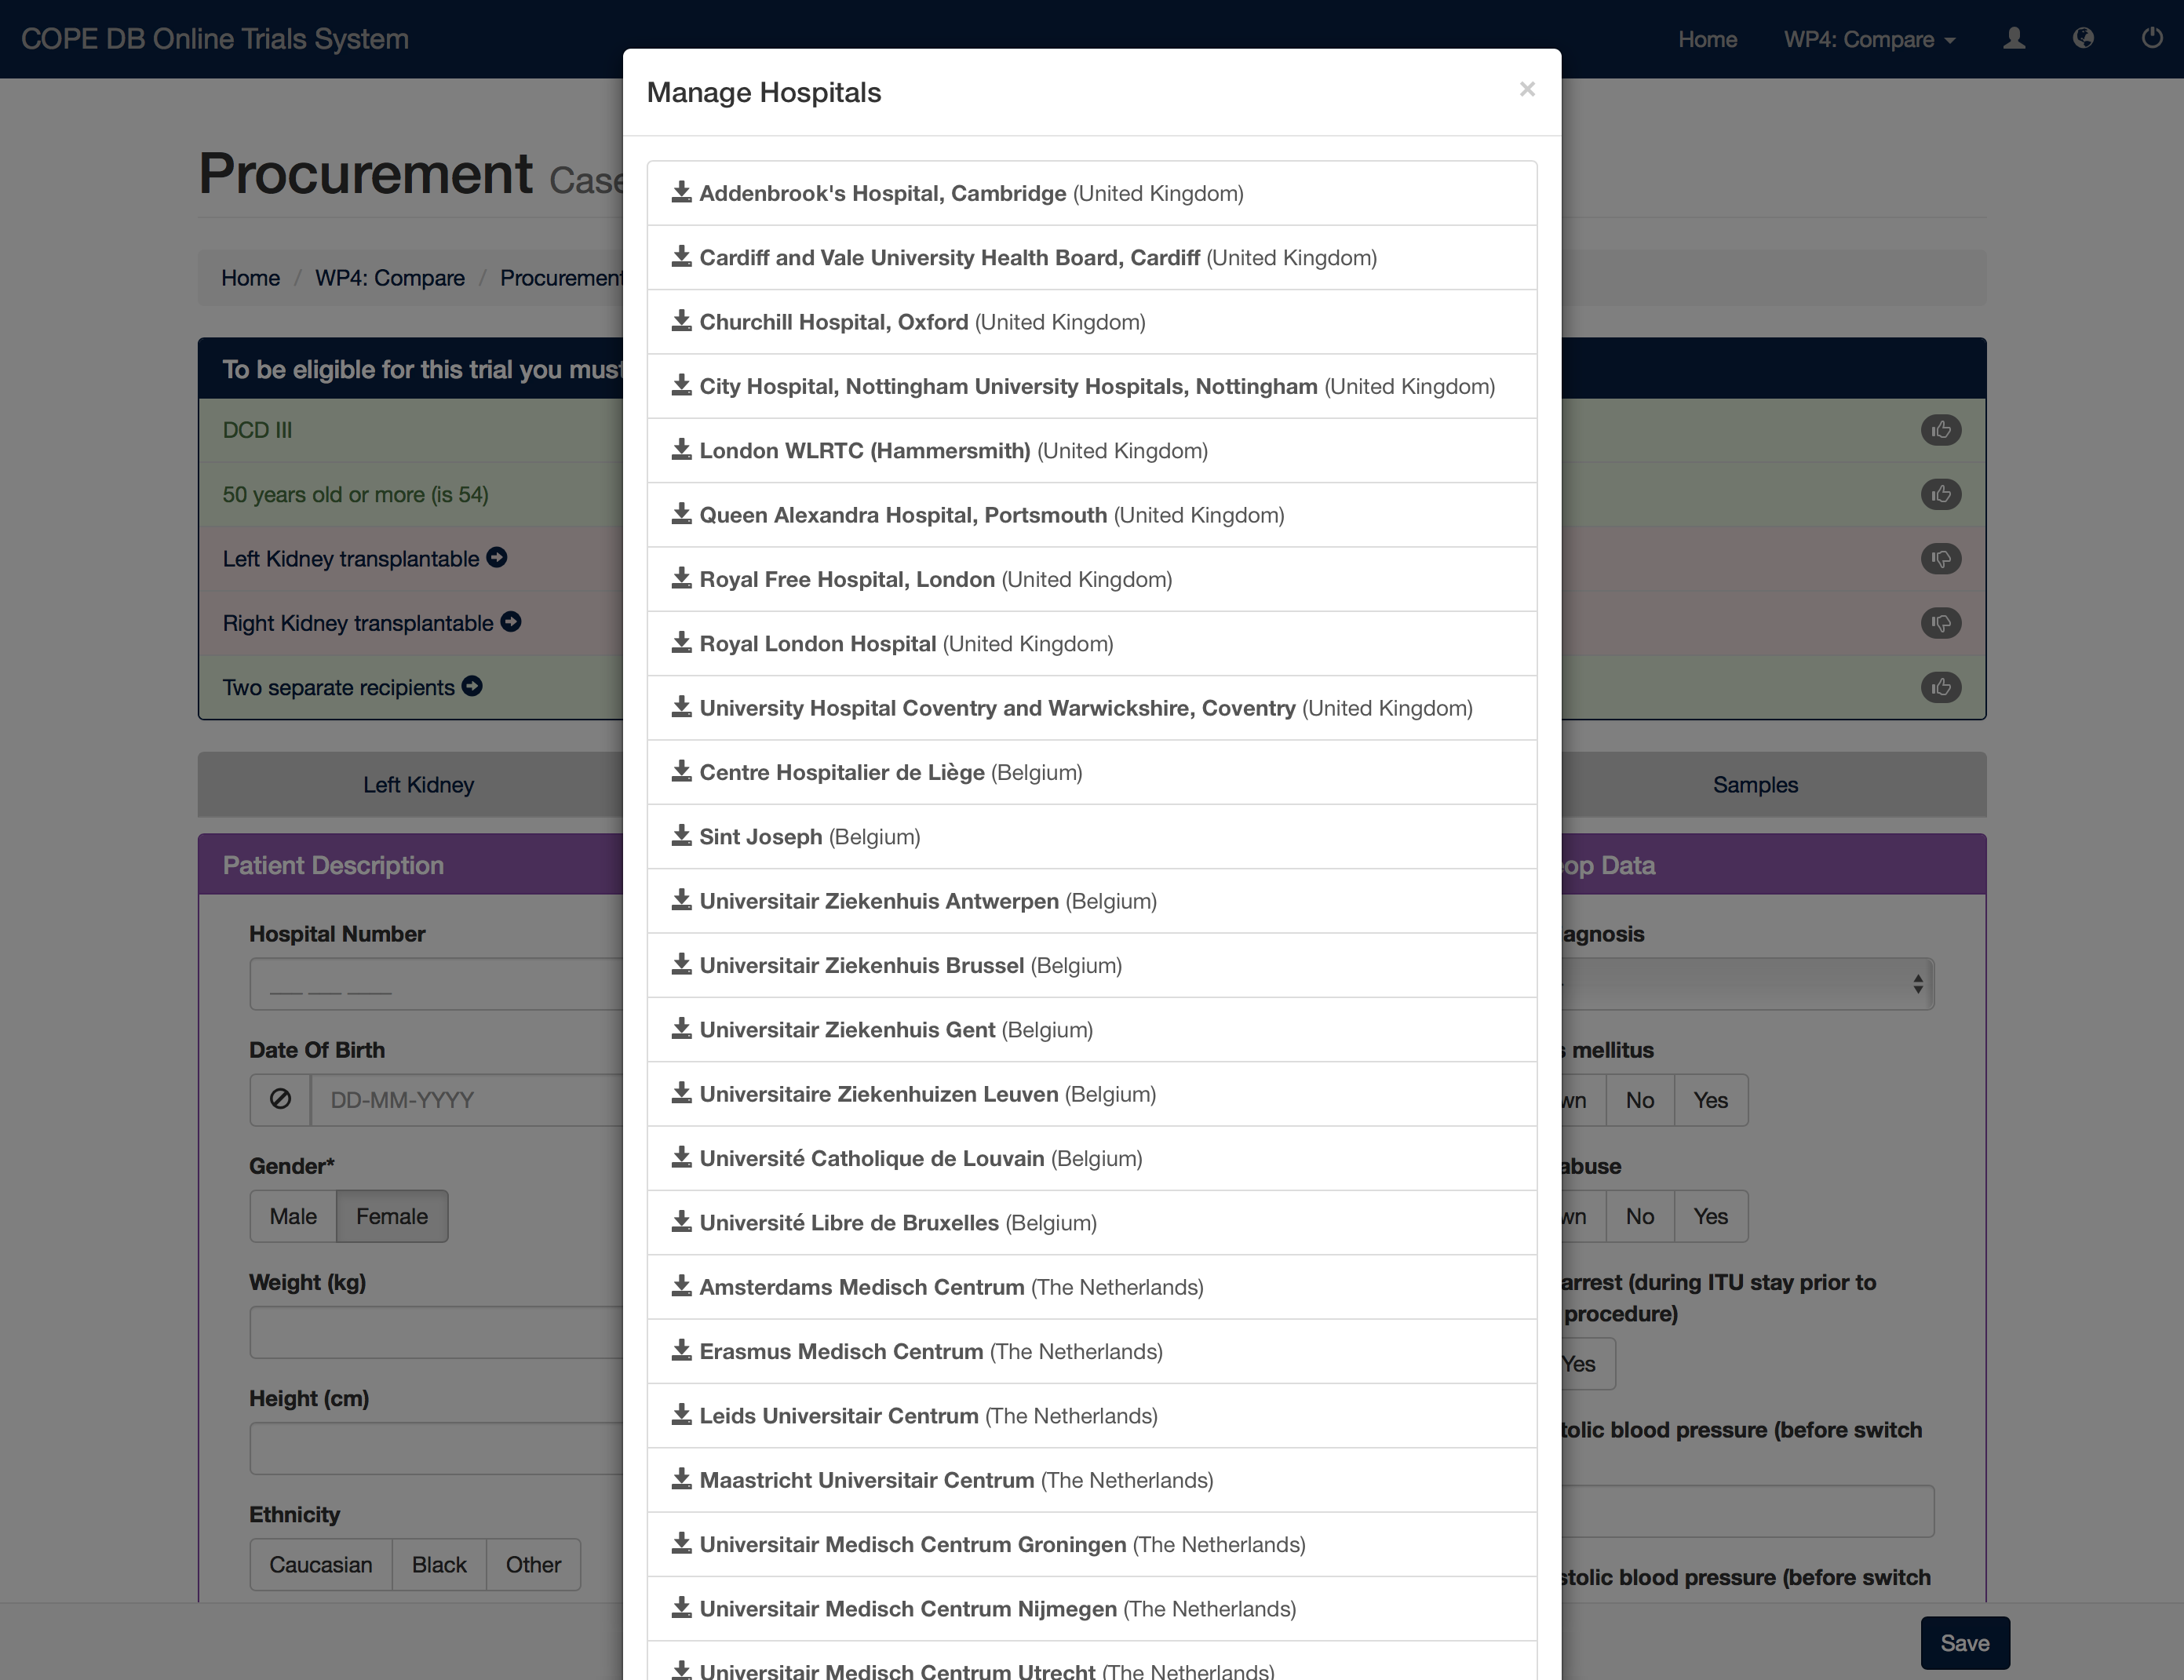 COPE DB Online Trials System
Home WP4: Compare
Manage Hospitals
×
Procurement Case
Home / WP4: Compare / Procurement
To be eligible for this trial you must
DCD III
50 years old or more (is 54)
Left Kidney transplantable
Right Kidney transplantable
Two separate recipients
Left Kidney
Samples
Patient Description
Hospital Number
___ ___ ____
Date Of Birth
DD-MM-YYYY
Gender*
Male Female
Weight (kg)
Height (cm)
Ethnicity
Caucasian Black Other
Addenbrook's Hospital, Cambridge (United Kingdom)
Cardiff and Vale University Health Board, Cardiff (United Kingdom)
Churchill Hospital, Oxford (United Kingdom)
City Hospital, Nottingham University Hospitals, Nottingham (United Kingdom)
London WLRTC (Hammersmith) (United Kingdom)
Queen Alexandra Hospital, Portsmouth (United Kingdom)
Royal Free Hospital, London (United Kingdom)
Royal London Hospital (United Kingdom)
University Hospital Coventry and Warwickshire, Coventry (United Kingdom)
Centre Hospitalier de Liège (Belgium)
Sint Joseph (Belgium)
Universitair Ziekenhuis Antwerpen (Belgium)
Universitair Ziekenhuis Brussel (Belgium)
Universitair Ziekenhuis Gent (Belgium)
Universitaire Ziekenhuizen Leuven (Belgium)
Université Catholique de Louvain (Belgium)
Université Libre de Bruxelles (Belgium)
Amsterdams Medisch Centrum (The Netherlands)
Erasmus Medisch Centrum (The Netherlands)
Leids Universitair Centrum (The Netherlands)
Maastricht Universitair Centrum (The Netherlands)
Universitair Medisch Centrum Groningen (The Netherlands)
Universitair Medisch Centrum Nijmegen (The Netherlands)
Universitair Medisch Centrum Utrecht (The Netherlands)
op Data
agnosis
s mellitus
wn No Yes
abuse
wn No Yes
arrest (during ITU stay prior to
procedure)
Yes
tolic blood pressure (before switch
stolic blood pressure (before switch
Save